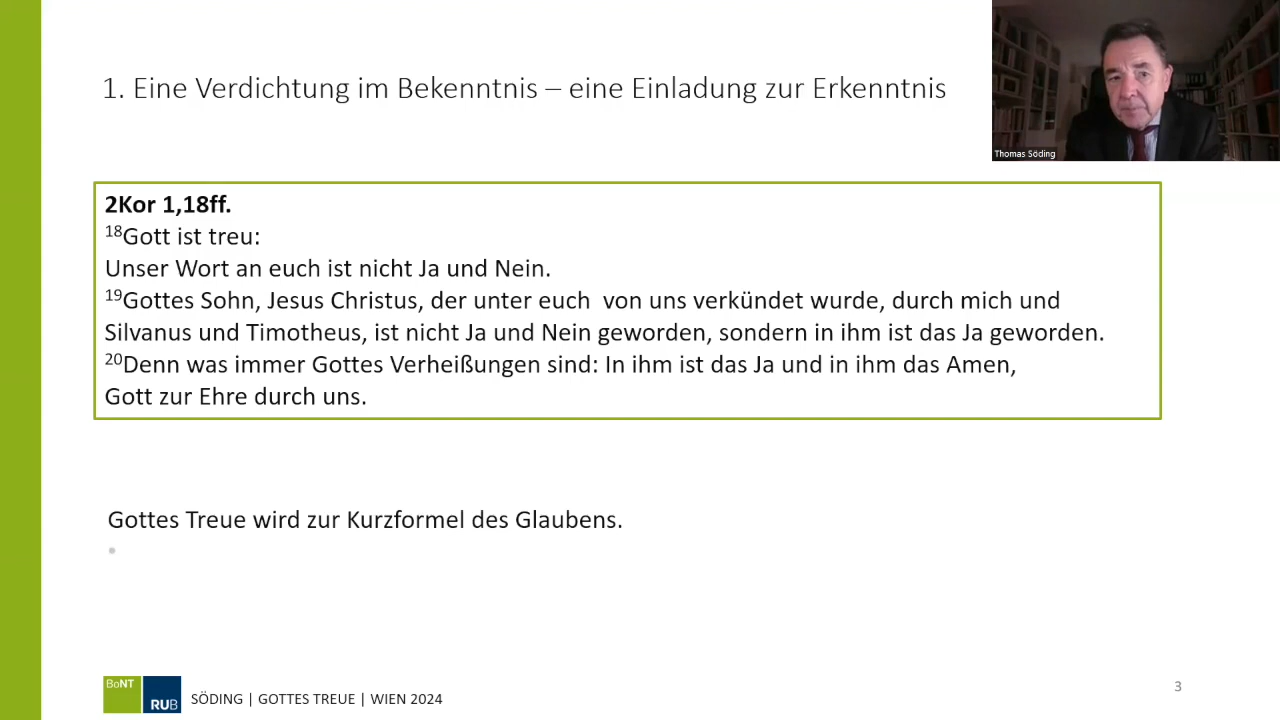 1. Eine Verdichtung im Bekenntnis – eine Einladung zur Erkenntnis
Thomas Söding
2Kor 1,18ff.
18Gott ist treu:
Unser Wort an euch ist nicht Ja und Nein.
19Gottes Sohn, Jesus Christus, der unter euch  von uns verkündet wurde, durch mich und
Silvanus und Timotheus, ist nicht Ja und Nein geworden, sondern in ihm ist das Ja geworden.
20Denn was immer Gottes Verheißungen sind: In ihm ist das Ja und in ihm das Amen,
Gott zur Ehre durch uns.
Gottes Treue wird zur Kurzformel des Glaubens.
BoNT
RUB
SÖDING | GOTTES TREUE | WIEN 2024
3